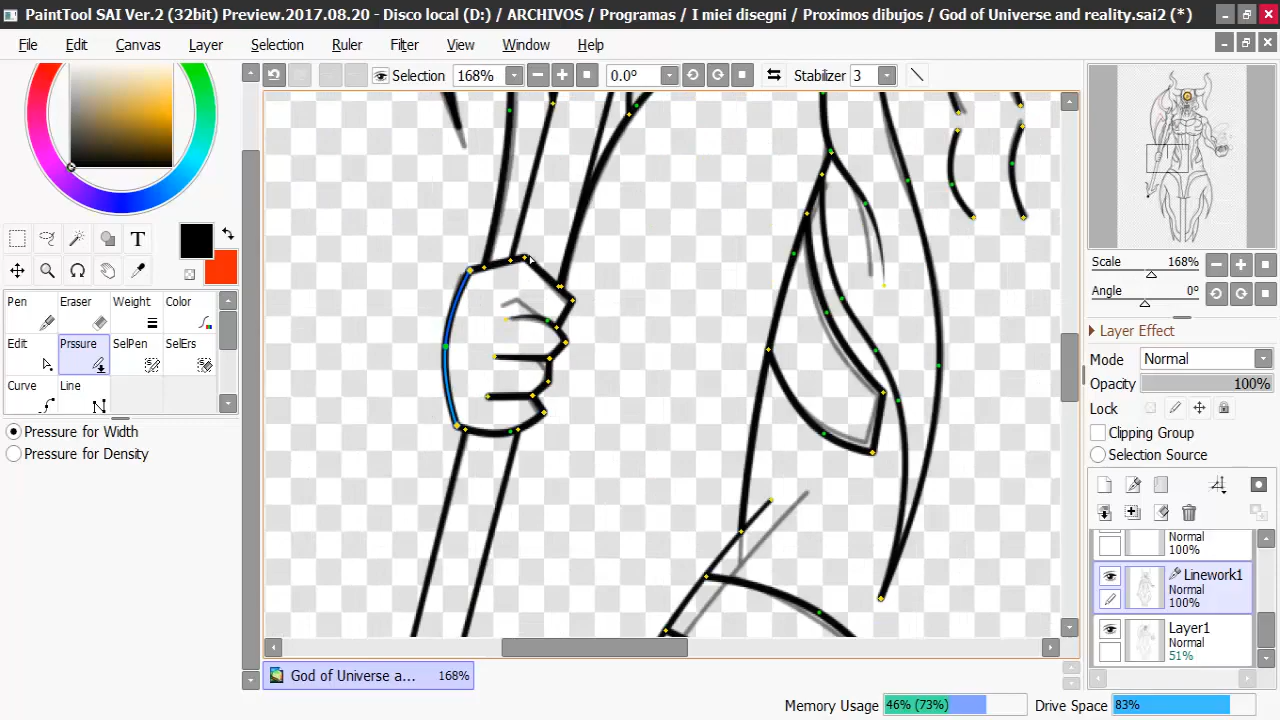 PaintTool SAI Ver.2 (32bit) Preview.2017.08.20 - Disco local (D:) / ARCHIVOS / Programas / I miei disegni / Proximos dibujos / God of Universe and reality.sai2 (*)
File Edit Canvas Layer Selection Ruler Filter View Window Help
Selection 168% 0.0° Stabilizer 3
T
Pen Eraser Weight Color
Edit Prssure SelPen SelErs
Curve Line
Pressure for Width
Pressure for Density
Scale 168%
Angle 0°
Layer Effect
Mode Normal
Opacity 100%
Lock
Clipping Group
Selection Source
Normal
100%
Linework1
Normal
100%
Layer1
Normal
51%
God of Universe a... 168%
Memory Usage 46% (73%) Drive Space 83%